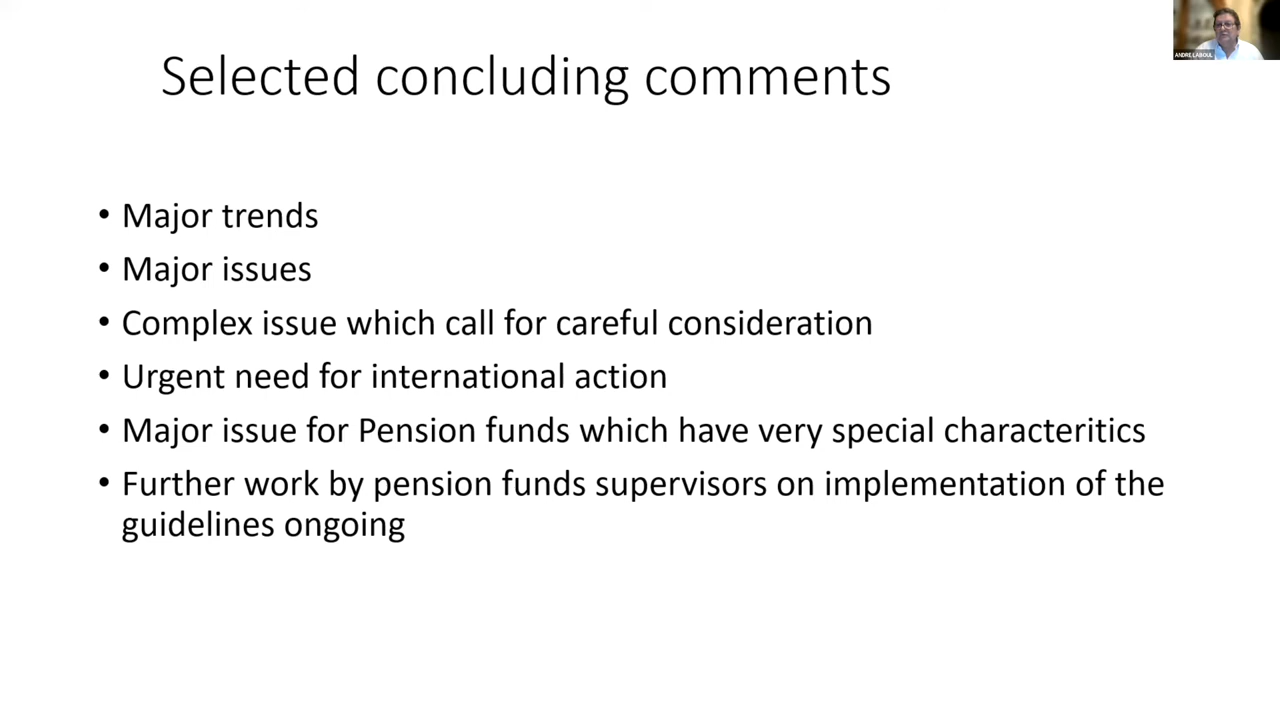 ANDRE LABOUL
Selected concluding comments
• Major trends
• Major issues
• Complex issue which call for careful consideration
• Urgent need for international action
• Major issue for Pension funds which have very special characteritics
• Further work by pension funds supervisors on implementation of the
guidelines ongoing